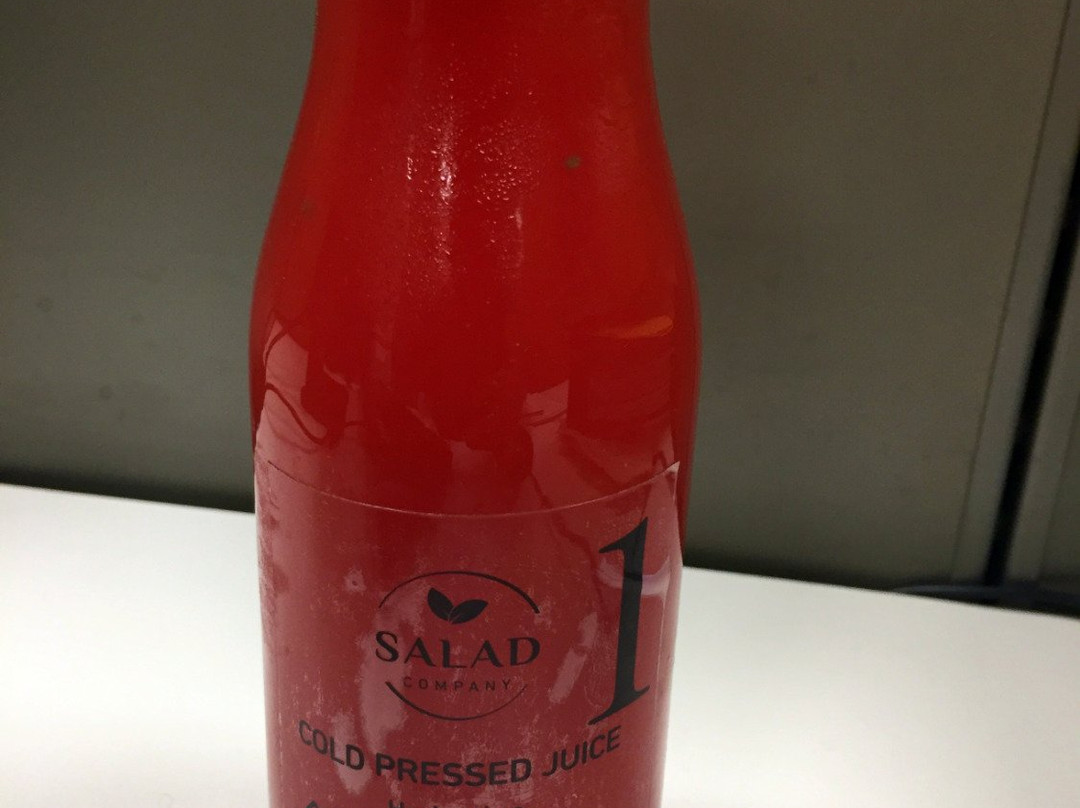 1
SALAD
COMPANY
COLD PRESSED JUICE